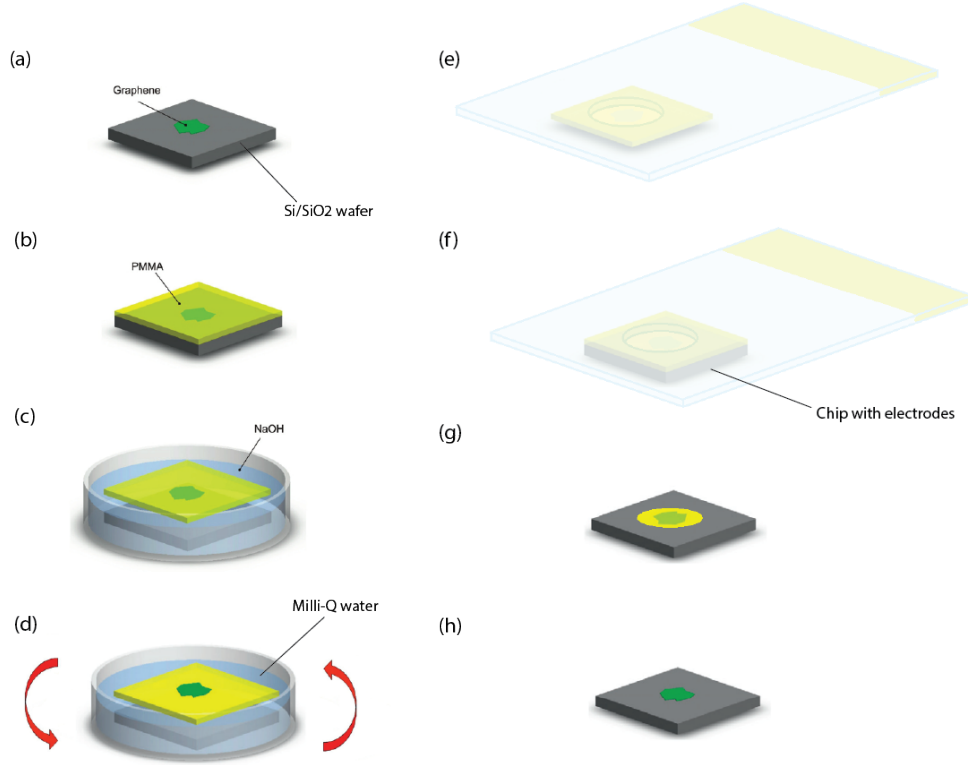 (a)
Graphene
Si/SiO2 wafer
(b)
PMMA
(c)
NaOH
(d)
Milli-Q water
(e)
(f)
Chip with electrodes
(g)
(h)